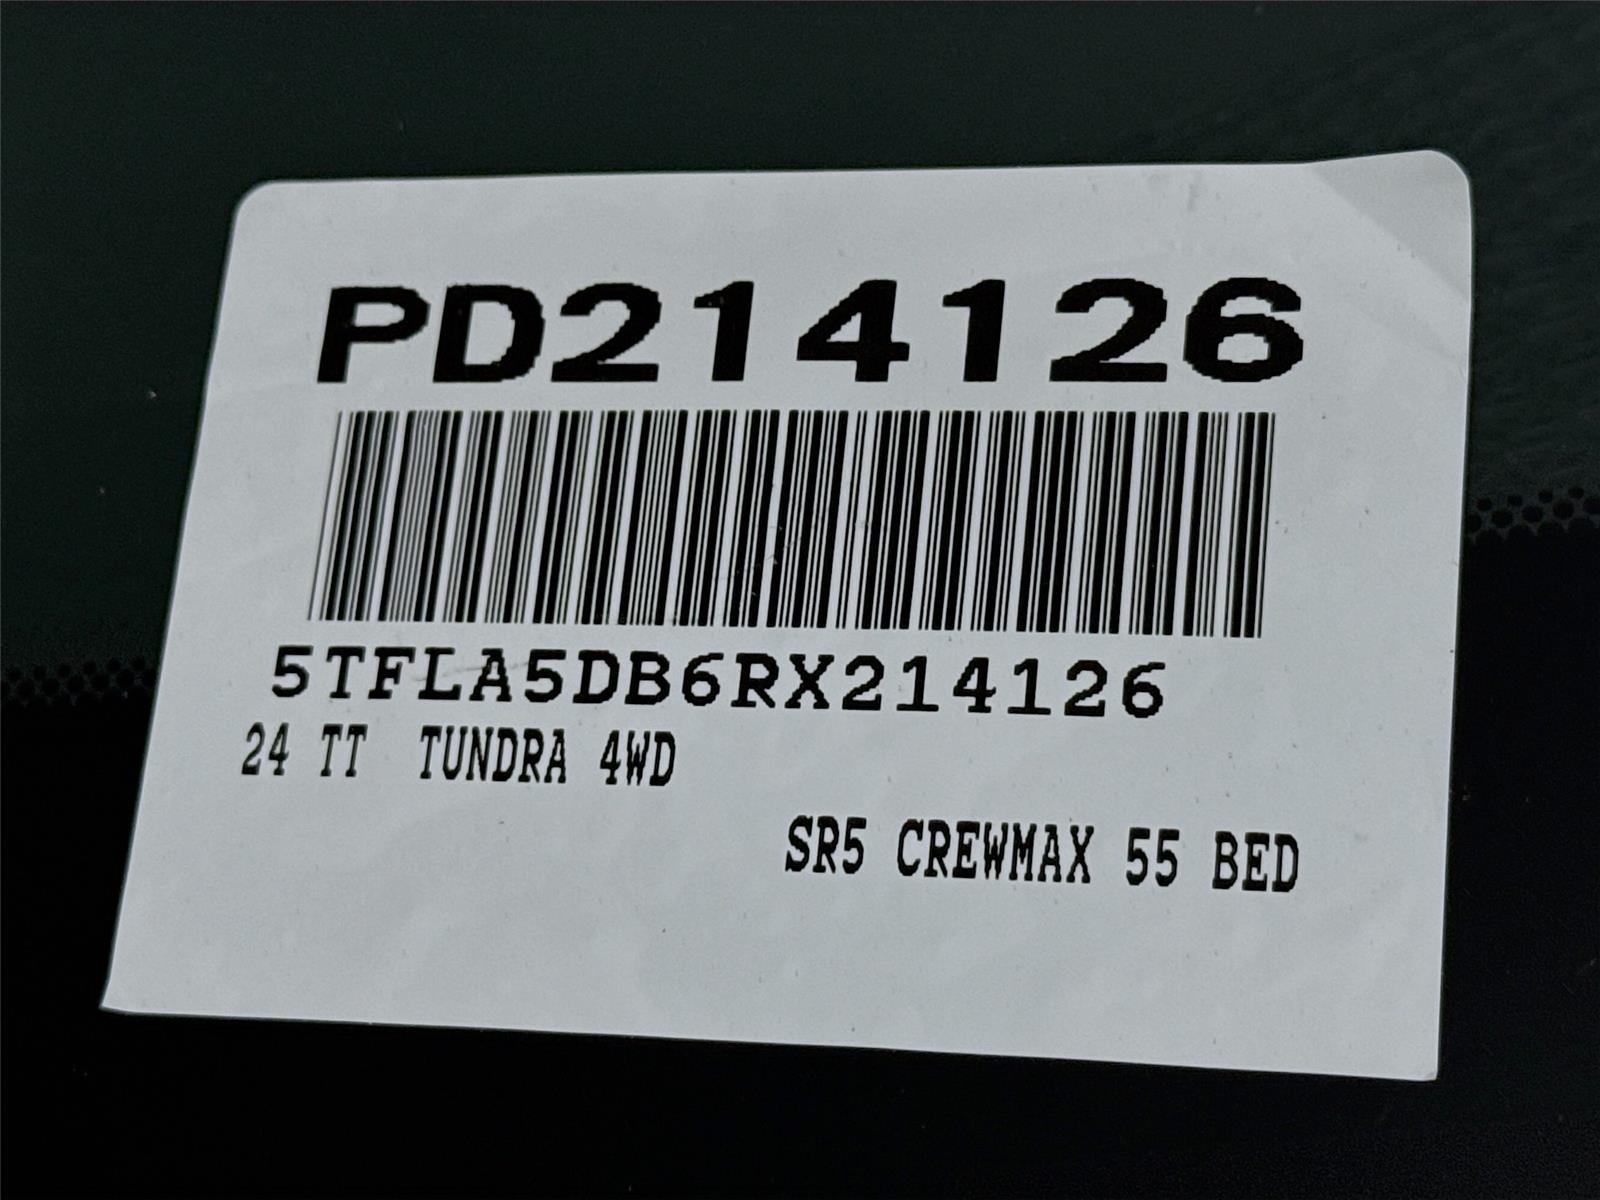 PD214126
5TFLA5DB6RX214126
24 TT TUNDRA 4WD
SR5 CREWMAX 55 BED